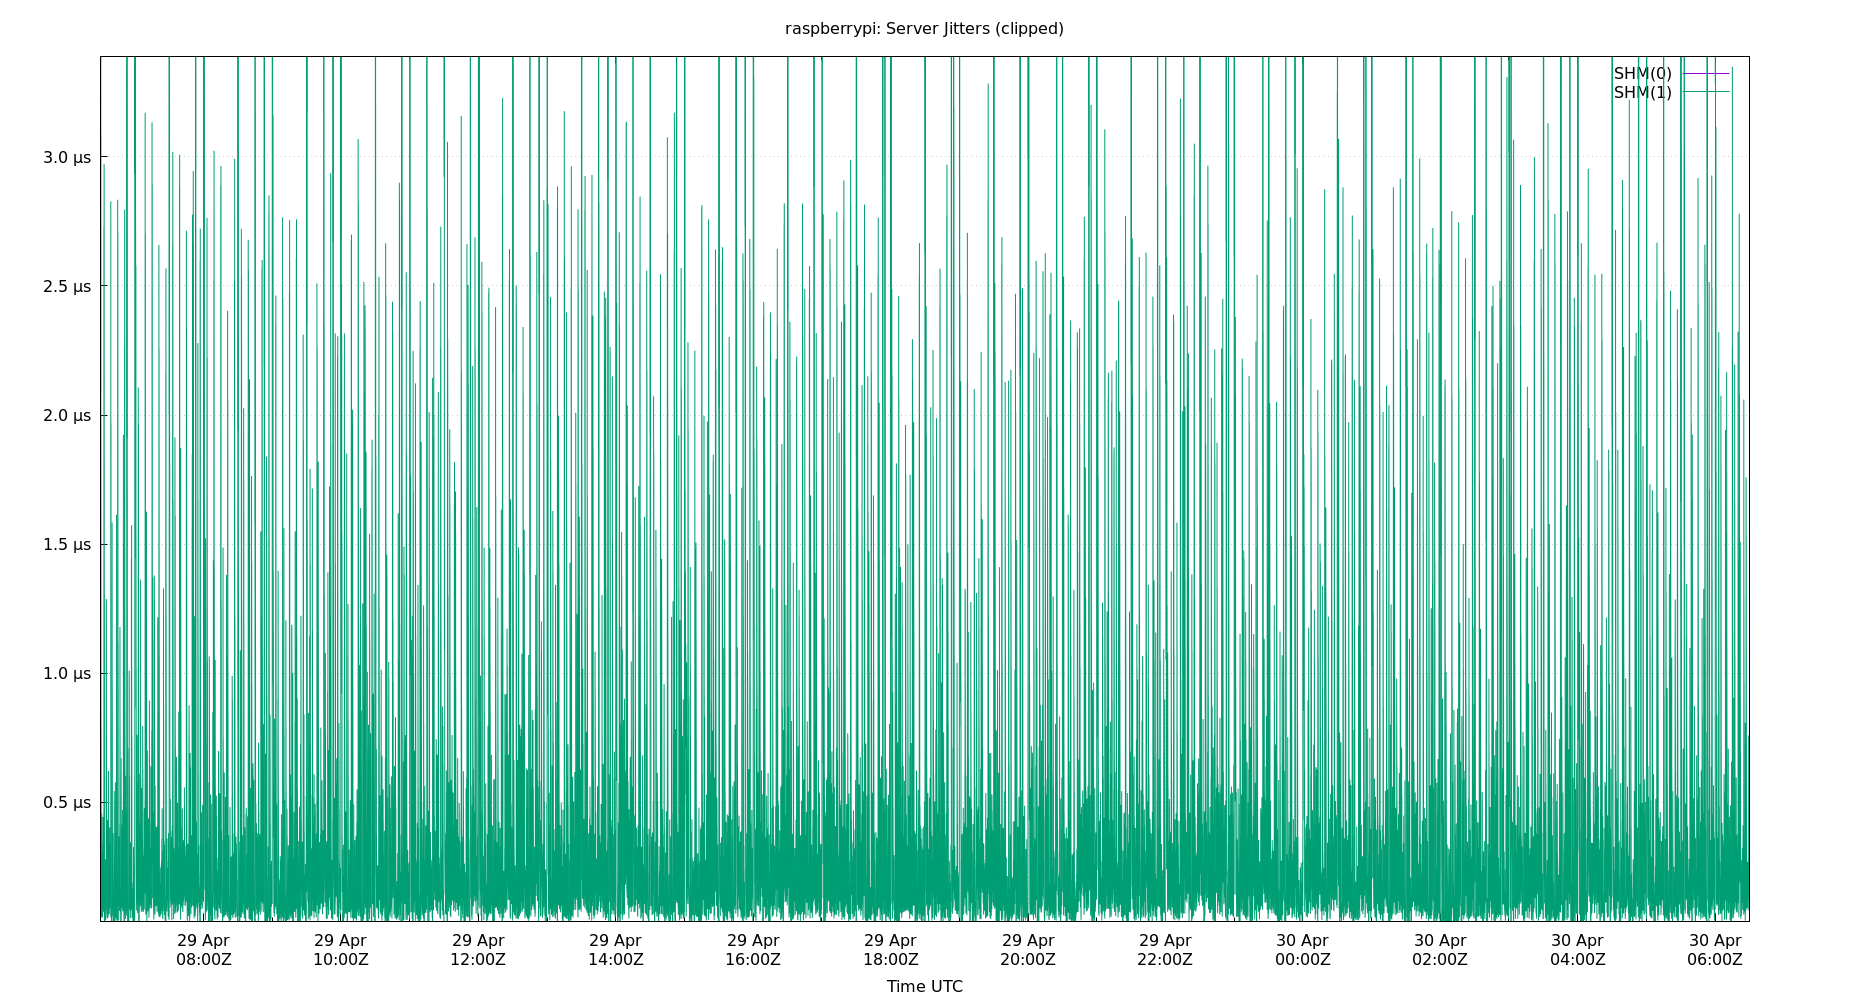 raspberrypi: Server Jitters (clipped)
SHM(0)
SHM(1)
3.0 µs
2.5 µs
2.0 µs
1.5 µs
1.0 µs
0.5 µs
29 Apr 29 Apr 29 Apr 29 Apr 29 Apr 29 Apr 29 Apr 29 Apr 30 Apr 30 Apr 30 Apr 30 Apr
08:00Z 10:00Z 12:00Z 14:00Z 16:00Z 18:00Z 20:00Z 22:00Z 00:00Z 02:00Z 04:00Z 06:00Z
Time UTC